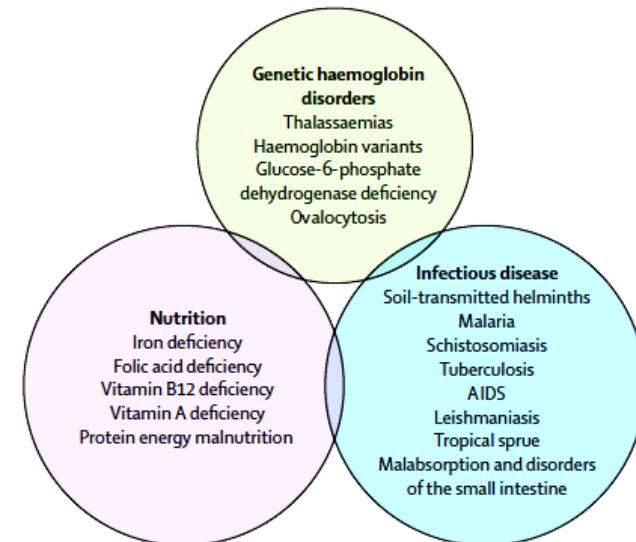 Genetic haemoglobin
disorders
Thalassaemias
Haemoglobin variants
Glucose-6-phosphate
dehydrogenase deficiency
Ovalocytosis
Nutrition
Iron deficiency
Folic acid deficiency
Vitamin B12 deficiency
Vitamin A deficiency
Protein energy malnutrition
Infectious disease
Soil-transmitted helminths
Malaria
Schistosomiasis
Tuberculosis
AIDS
Leishmaniasis
Tropical sprue
Malabsorption and disorders
of the small intestine